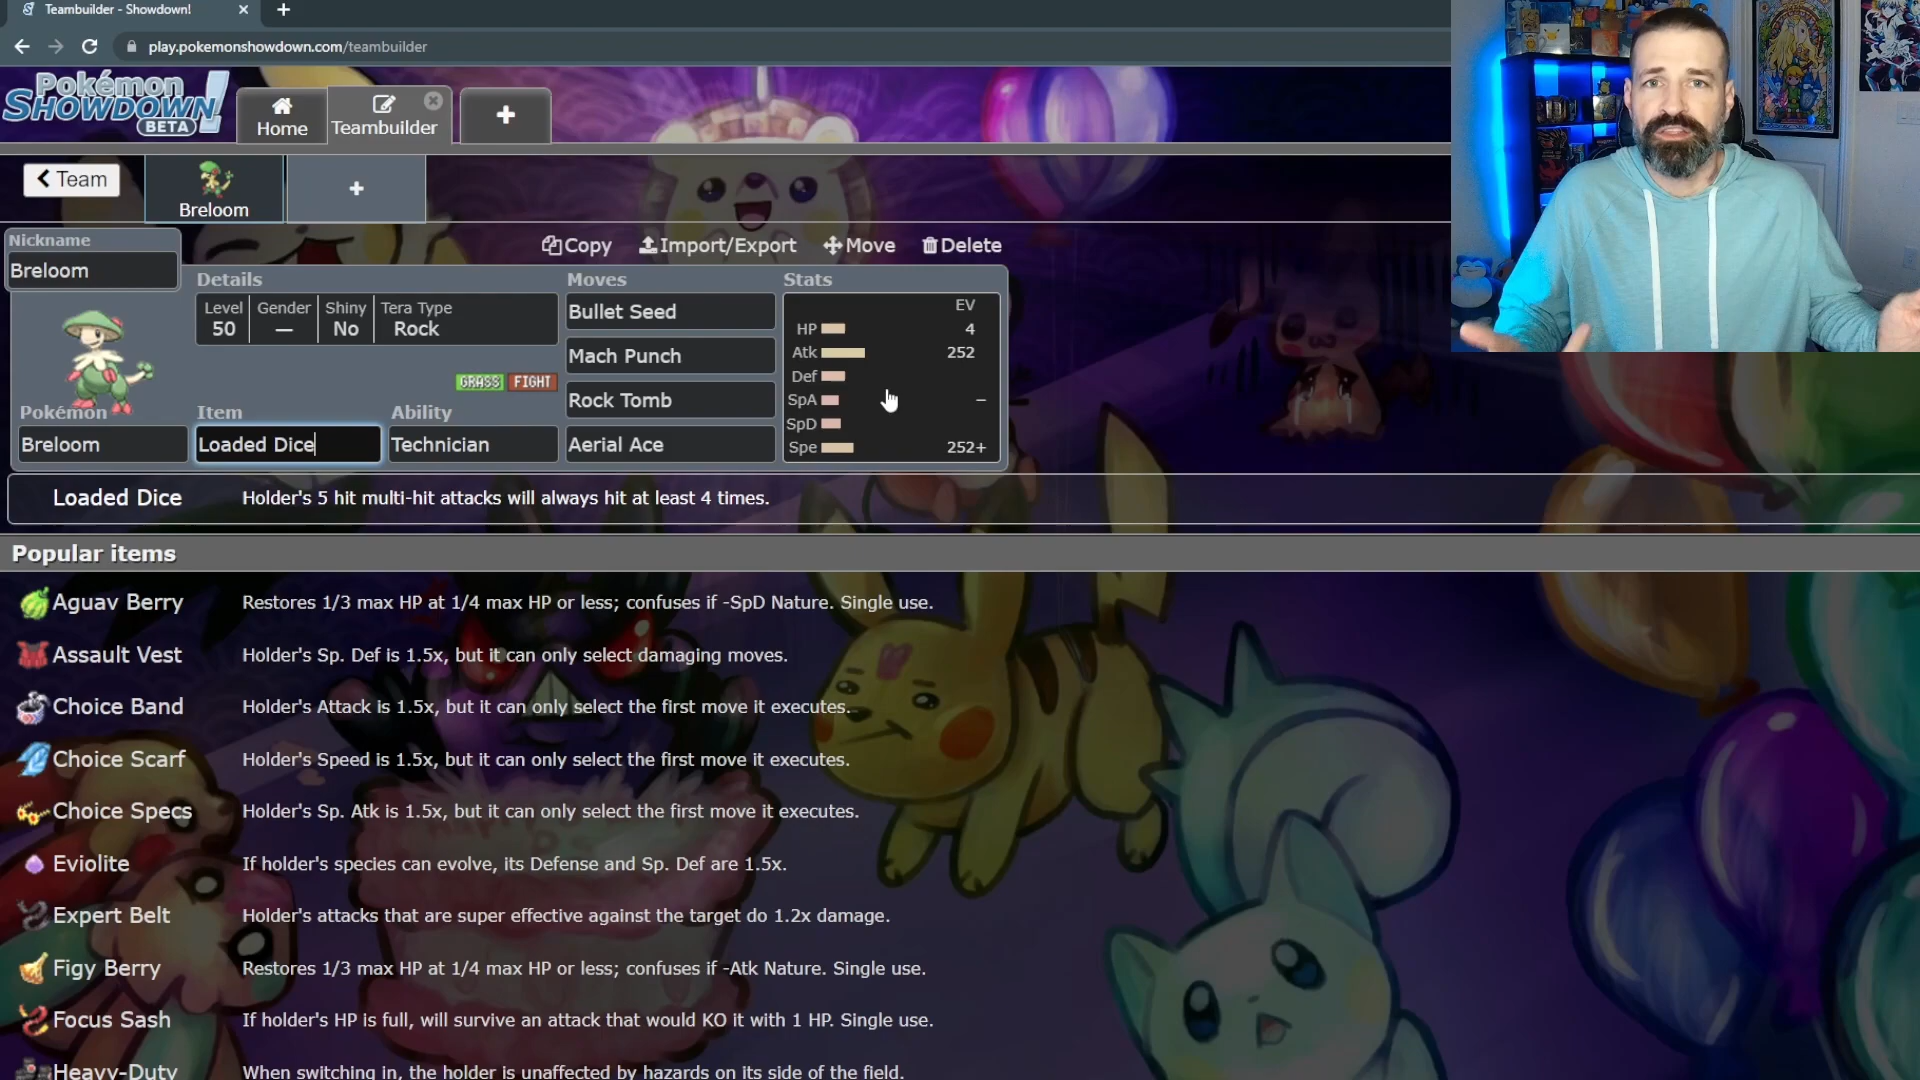 Teambuilder - Showdown!
play.pokemonshowdown.com/teambuilder
Pokémon
SHOWDOWN!
BETA
Home
Teambuilder
Team
Breloom
Nickname
Breloom
Copy Import/Export Move Delete
Details Moves Stats
Level Gender Shiny Tera Type
50 — No Rock
GRASS FIGHT
Bullet Seed
Mach Punch
Rock Tomb
Aerial Ace
EV
HP 4
Atk 252
Def
SpA −
SpD
Spe 252+
Pokémon Item Ability
Breloom Loaded Dice Technician
Loaded Dice Holder's 5 hit multi-hit attacks will always hit at least 4 times.
Popular items
Aguav Berry Restores 1/3 max HP at 1/4 max HP or less; confuses if -SpD Nature. Single use.
Assault Vest Holder's Sp. Def is 1.5x, but it can only select damaging moves.
Choice Band Holder's Attack is 1.5x, but it can only select the first move it executes.
Choice Scarf Holder's Speed is 1.5x, but it can only select the first move it executes.
Choice Specs Holder's Sp. Atk is 1.5x, but it can only select the first move it executes.
Eviolite If holder's species can evolve, its Defense and Sp. Def are 1.5x.
Expert Belt Holder's attacks that are super effective against the target do 1.2x damage.
Figy Berry Restores 1/3 max HP at 1/4 max HP or less; confuses if -Atk Nature. Single use.
Focus Sash If holder's HP is full, will survive an attack that would KO it with 1 HP. Single use.
Heavy-Duty When switching in, the holder is unaffected by hazards on its side of the field.